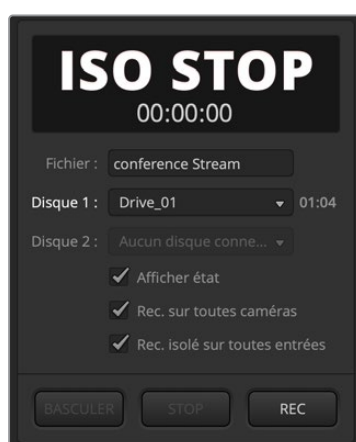 ISO STOP
00:00:00
Fichier : conference Stream
Disque 1 : Drive_01 01:04
Disque 2 : Aucun disque conne...
Afficher état
Rec. sur toutes caméras
Rec. isolé sur toutes entrées
BASCULER STOP REC